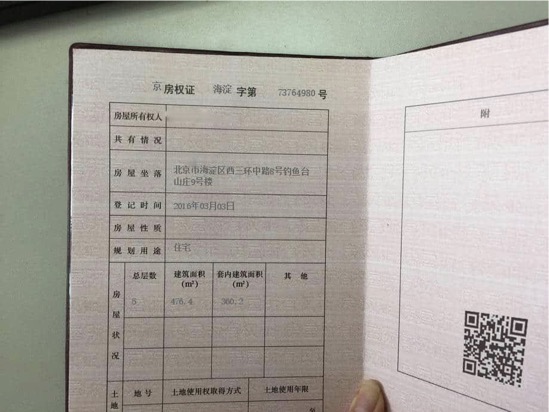 京 房权证 海淀 字第 73764980 号
房屋所有权人
共有情况
房屋坐落 北京市海淀区西三环中路8号钓鱼台
山庄9号楼
登记时间 2016年03月03日
房屋性质
规划用途 住宅
房屋状况
总层数 建筑面积(m²) 套内建筑面积(m²) 其他
5 476.4 360.2
土地
地号 土地使用权取得方式 土地使用年限
附